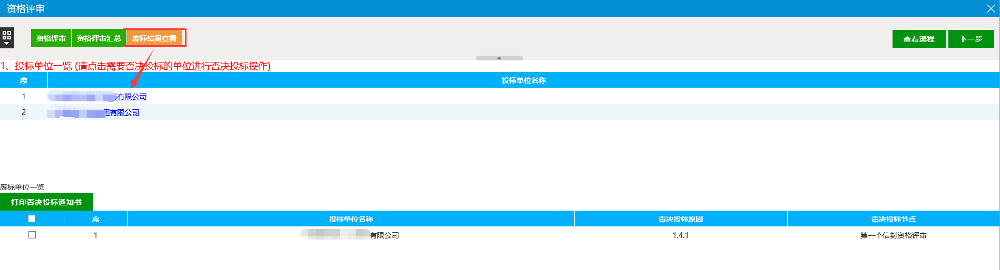 资格评审
资格评审 资格评审汇总 废标结果查看 查看流程 下一步
1、投标单位一览 (请点击需要否决投标的单位进行否决投标操作)
序 投标单位名称
1 有限公司
2 团有限公司
废标单位一览
打印否决投标通知书
序 投标单位名称 否决投标原因 否决投标节点
1 有限公司 1.4.1 第一个信封资格评审